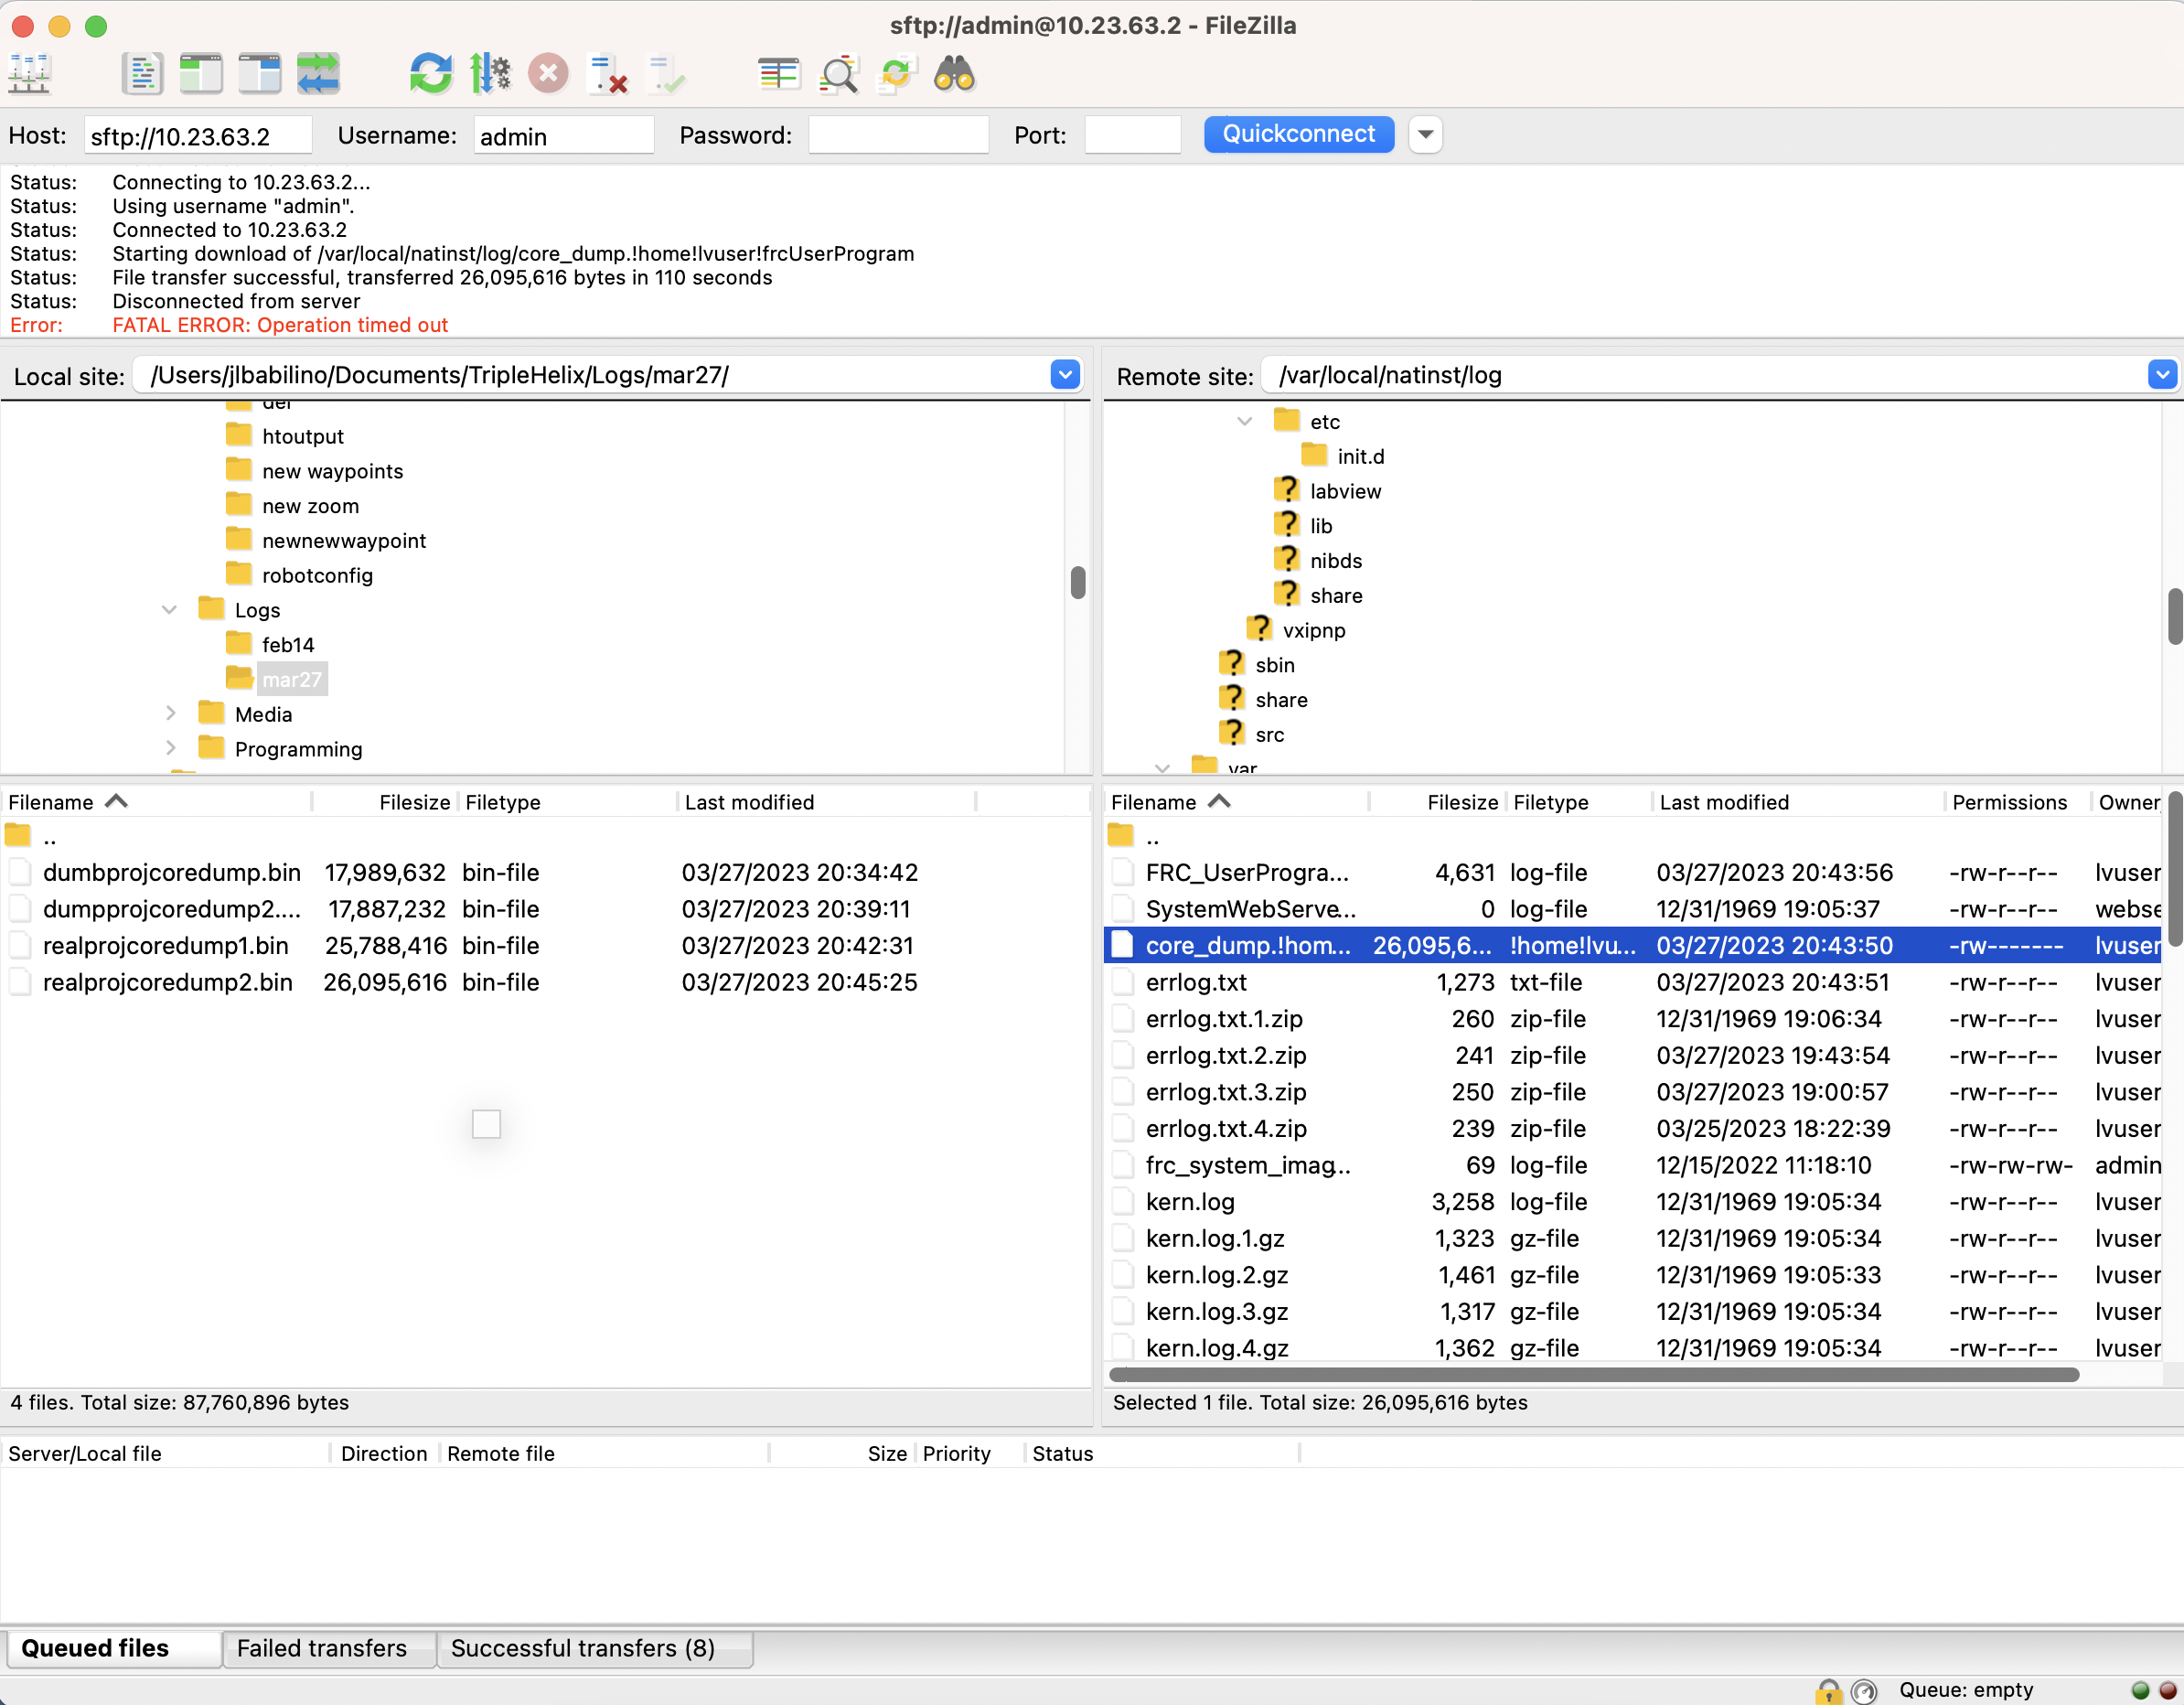 sftp://admin@10.23.63.2 - FileZilla
Host: sftp://10.23.63.2 Username: admin Password: Port: Quickconnect
Status: Connecting to 10.23.63.2...
Status: Using username "admin".
Status: Connected to 10.23.63.2
Status: Starting download of /var/local/natinst/log/core_dump.!home!lvuser!frcUserProgram
Status: File transfer successful, transferred 26,095,616 bytes in 110 seconds
Status: Disconnected from server
Error: FATAL ERROR: Operation timed out
Local site: /Users/jlbabilino/Documents/TripleHelix/Logs/mar27/
htoutput
new waypoints
new zoom
newnewwaypoint
robotconfig
Logs
feb14
mar27
Media
Programming
Filename Filesize Filetype Last modified
..
dumbprojcoredump.bin 17,989,632 bin-file 03/27/2023 20:34:42
dumpprojcoredump2.... 17,887,232 bin-file 03/27/2023 20:39:11
realprojcoredump1.bin 25,788,416 bin-file 03/27/2023 20:42:31
realprojcoredump2.bin 26,095,616 bin-file 03/27/2023 20:45:25
4 files. Total size: 87,760,896 bytes
Remote site: /var/local/natinst/log
etc
init.d
? labview
? lib
? nibds
? share
? vxipnp
? sbin
? share
? src
var
Filename Filesize Filetype Last modified Permissions Owner
..
FRC_UserProgra... 4,631 log-file 03/27/2023 20:43:56 -rw-r--r-- lvuser
SystemWebServe... 0 log-file 12/31/1969 19:05:37 -rw-r--r-- webse
core_dump.!hom... 26,095,6... !home!lvu... 03/27/2023 20:43:50 -rw------- lvuser
errlog.txt 1,273 txt-file 03/27/2023 20:43:51 -rw-r--r-- lvuser
errlog.txt.1.zip 260 zip-file 12/31/1969 19:06:34 -rw-r--r-- lvuser
errlog.txt.2.zip 241 zip-file 03/27/2023 19:43:54 -rw-r--r-- lvuser
errlog.txt.3.zip 250 zip-file 03/27/2023 19:00:57 -rw-r--r-- lvuser
errlog.txt.4.zip 239 zip-file 03/25/2023 18:22:39 -rw-r--r-- lvuser
frc_system_imag... 69 log-file 12/15/2022 11:18:10 -rw-rw-rw- admin
kern.log 3,258 log-file 12/31/1969 19:05:34 -rw-r--r-- lvuser
kern.log.1.gz 1,323 gz-file 12/31/1969 19:05:34 -rw-r--r-- lvuser
kern.log.2.gz 1,461 gz-file 12/31/1969 19:05:33 -rw-r--r-- lvuser
kern.log.3.gz 1,317 gz-file 12/31/1969 19:05:34 -rw-r--r-- lvuser
kern.log.4.gz 1,362 gz-file 12/31/1969 19:05:34 -rw-r--r-- lvuser
Selected 1 file. Total size: 26,095,616 bytes
Server/Local file Direction Remote file Size Priority Status
Queued files Failed transfers Successful transfers (8)
Queue: empty